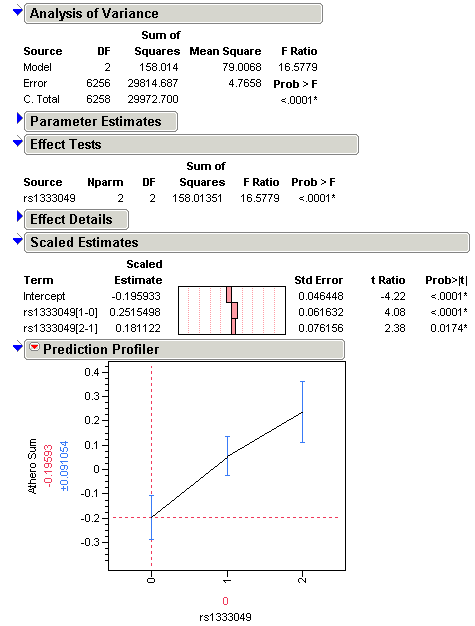 Analysis of Variance
Sum of
Source DF Squares Mean Square F Ratio
Model 2 158.014 79.0068 16.5779
Error 6256 29814.687 4.7658 Prob > F
C. Total 6258 29972.700 <.0001*
Parameter Estimates
Effect Tests
Sum of
Source Nparm DF Squares F Ratio Prob > F
rs1333049 2 2 158.01351 16.5779 <.0001*
Effect Details
Scaled Estimates
Scaled
Term Estimate Std Error t Ratio Prob>|t|
Intercept -0.195933 0.046448 -4.22 <.0001*
rs1333049[1-0] 0.2515498 0.061632 4.08 <.0001*
rs1333049[2-1] 0.181122 0.076156 2.38 0.0174*
Prediction Profiler
Athero Sum
-0.19593
±0.091054
0.4
0.3
0.2
0.1
0
-0.1
-0.2
-0.3
0 1 2
0
rs1333049